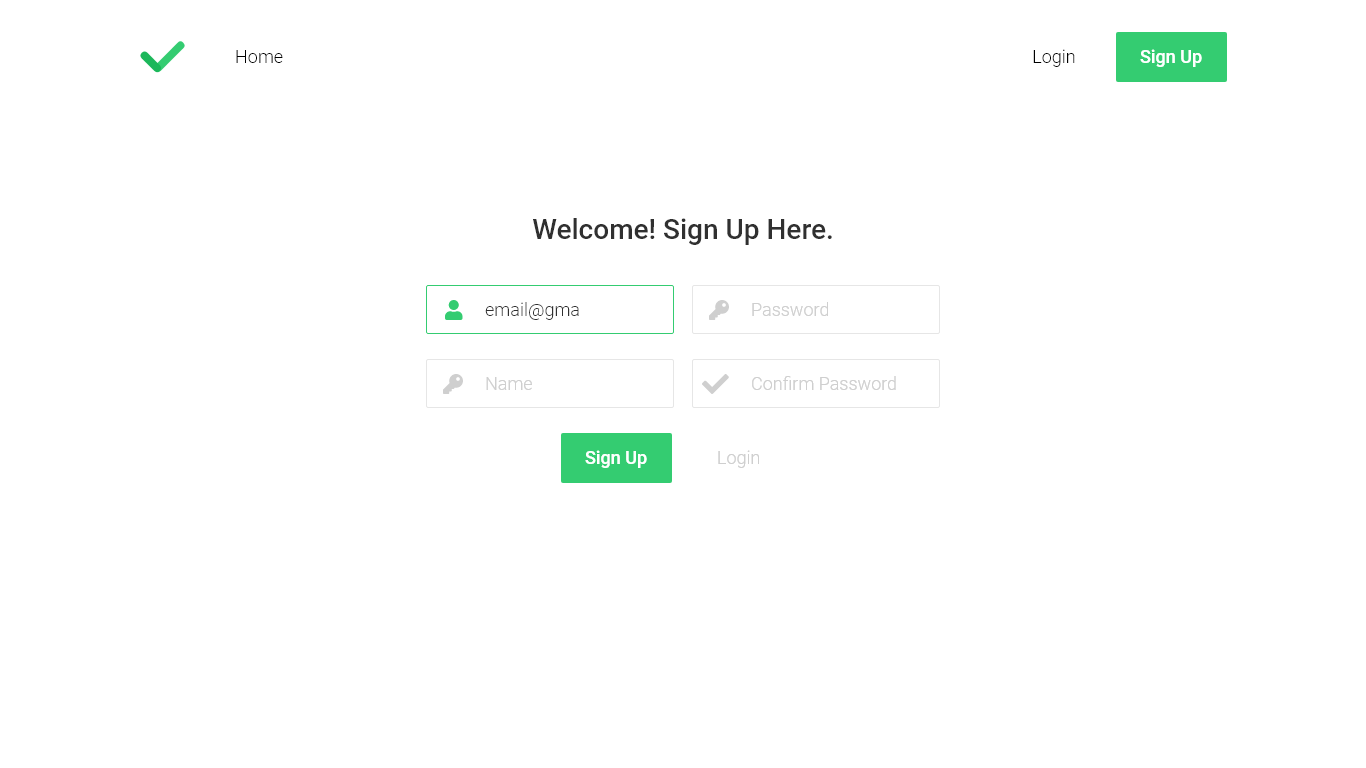 Home Login Sign Up
Welcome! Sign Up Here.
email@gma Password
Name Confirm Password
Sign Up Login